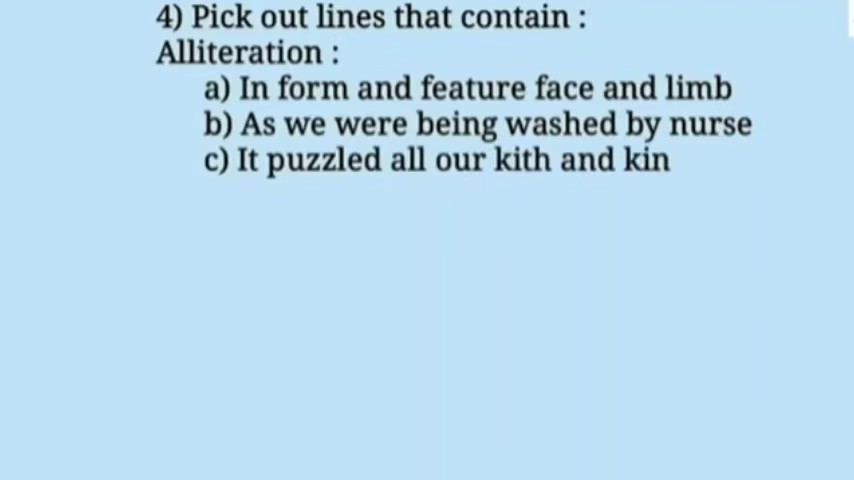 4) Pick out lines that contain :
Alliteration :
a) In form and feature face and limb
b) As we were being washed by nurse
c) It puzzled all our kith and kin